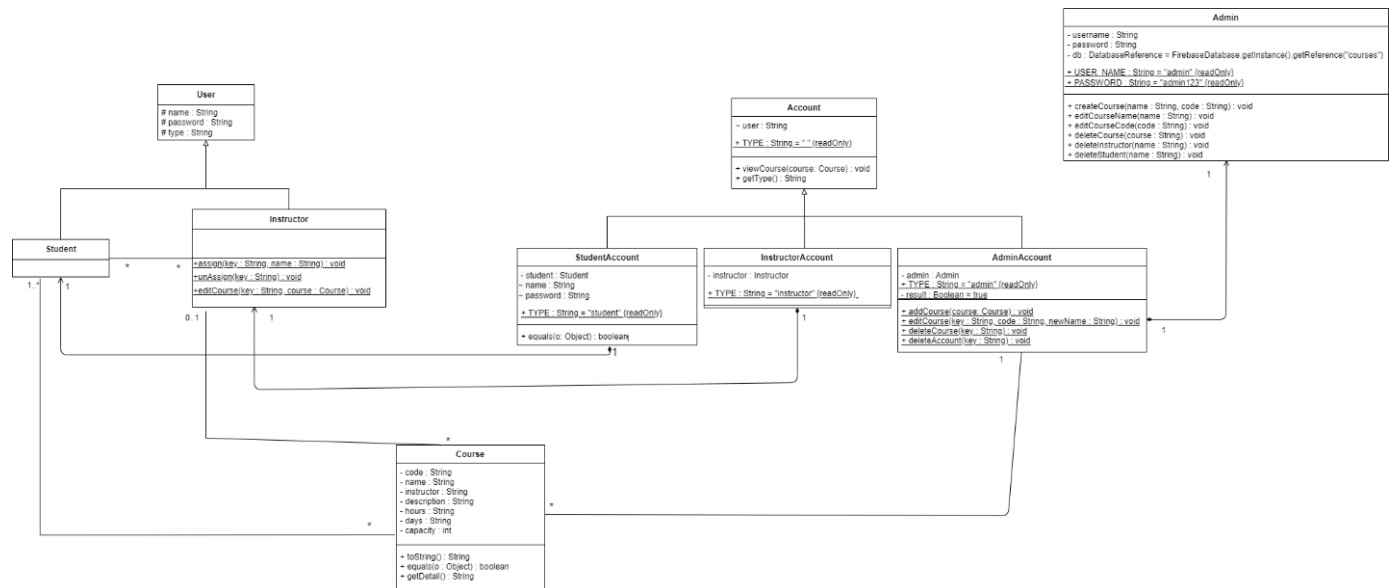 Admin
- username : String
- password : String
- db : DatabaseReference = FirebaseDatabase.getInstance().getReference("courses")
+ USER_NAME : String = "admin" {readOnly}
+ PASSWORD : String = "admin123" {readOnly}
+ createCourse(name : String, code : String) : void
+ editCourseName(name : String) : void
+ editCourseCode(code : String) : void
+ deleteCourse(course : String) : void
+ deleteInstructor(name : String) : void
+ deleteStudent(name : String) : void
1
User
# name : String
# password : String
# type : String
Account
~ user : String
+ TYPE : String = " " {readOnly}
+ viewCourse(course: Course) : void
+ getType() : String
Student
* *
1..* 1
Instructor
+assign(key : String, name : String) : void
+unAssign(key : String) : void
+editCourse(key : String, course : Course) : void
0..1 1
StudentAccount
- student : Student
~ name : String
~ password : String
+ TYPE : String = "student" {readOnly}
+ equals(o: Object) : boolean
1
InstructorAccount
- instructor : Instructor
+ TYPE : String = "instructor" {readOnly}
1
AdminAccount
- admin : Admin
+ TYPE : String = "admin" {readOnly}
- result : Boolean = true
+ addCourse(course: Course) : void
+ editCourse(key : String, code : String, newName : String) : void
+ deleteCourse(key : String) : void
+ deleteAccount(key : String) : void
1
1
*
Course
- code : String
- name : String
- instructor : String
- description : String
- hours : String
- days : String
- capacity : int
+ toString() : String
+ equals(o : Object) : boolean
+ getDetail() : String
*
*